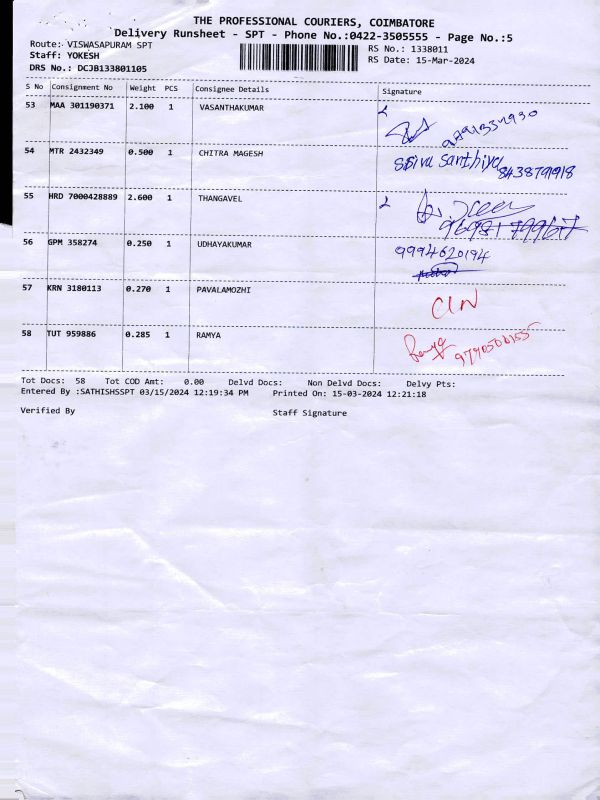 THE PROFESSIONAL COURIERS, COIMBATORE
Delivery Runsheet - SPT - Phone No.:0422-3505555 - Page No.:5
Route: VISWASAPURAM SPT RS No.: 1338011
Staff: YOKESH RS Date: 15-Mar-2024
DRS No.: DCJB133801105
S No Consignment No Weight PCS Consignee Details Signature
53 MAA 301190371 2.100 1 VASANTHAKUMAR
54 MTR 2432349 0.500 1 CHITRA MAGESH Siva Santhiya 8438791918
55 HRD 7000428889 2.600 1 THANGAVEL
56 GPM 358274 0.250 1 UDHAYAKUMAR 9994620194
57 KRN 3180113 0.270 1 PAVALAMOZHI
58 TUT 959886 0.285 1 RAMYA Ramya
Tot Docs: 58 Tot COD Amt: 0.00 Delvd Docs: Non Delvd Docs: Delvy Pts:
Entered By :SATHISHSSPT 03/15/2024 12:19:34 PM Printed On: 15-03-2024 12:21:18
Verified By Staff Signature